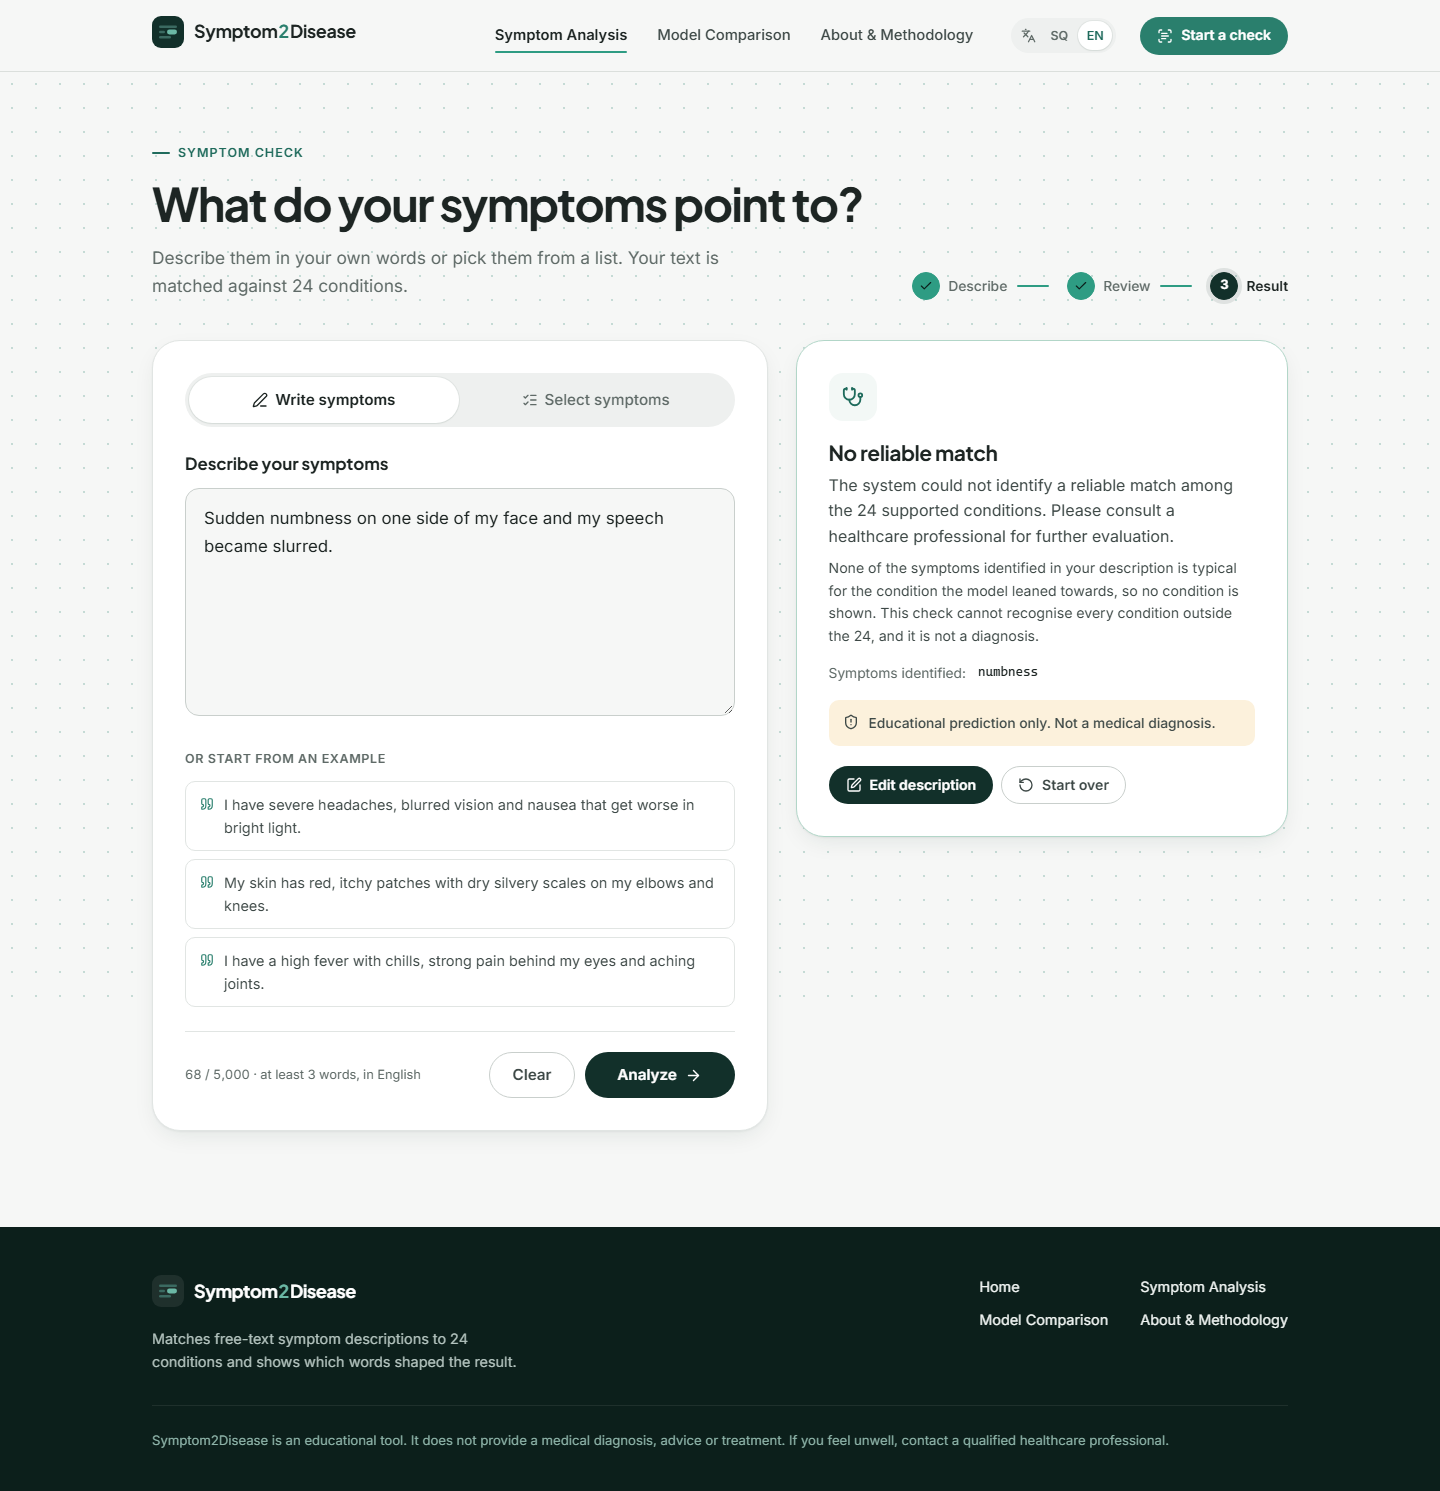 Symptom2Disease
Symptom Analysis
Model Comparison
About & Methodology
SQ
EN
Start a check
SYMPTOM CHECK
What do your symptoms point to?
Describe them in your own words or pick them from a list. Your text is
matched against 24 conditions.
Describe
Review
3
Result
Write symptoms
Select symptoms
Describe your symptoms
Sudden numbness on one side of my face and my speech
became slurred.
OR START FROM AN EXAMPLE
I have severe headaches, blurred vision and nausea that get worse in
bright light.
My skin has red, itchy patches with dry silvery scales on my elbows and
knees.
I have a high fever with chills, strong pain behind my eyes and aching
joints.
68 / 5,000 · at least 3 words, in English
Clear
Analyze
No reliable match
The system could not identify a reliable match among
the 24 supported conditions. Please consult a
healthcare professional for further evaluation.
None of the symptoms identified in your description is typical
for the condition the model leaned towards, so no condition is
shown. This check cannot recognise every condition outside
the 24, and it is not a diagnosis.
Symptoms identified: numbness
Educational prediction only. Not a medical diagnosis.
Edit description
Start over
Symptom2Disease
Matches free-text symptom descriptions to 24
conditions and shows which words shaped the result.
Home
Symptom Analysis
Model Comparison
About & Methodology
Symptom2Disease is an educational tool. It does not provide a medical diagnosis, advice or treatment. If you feel unwell, contact a qualified healthcare professional.